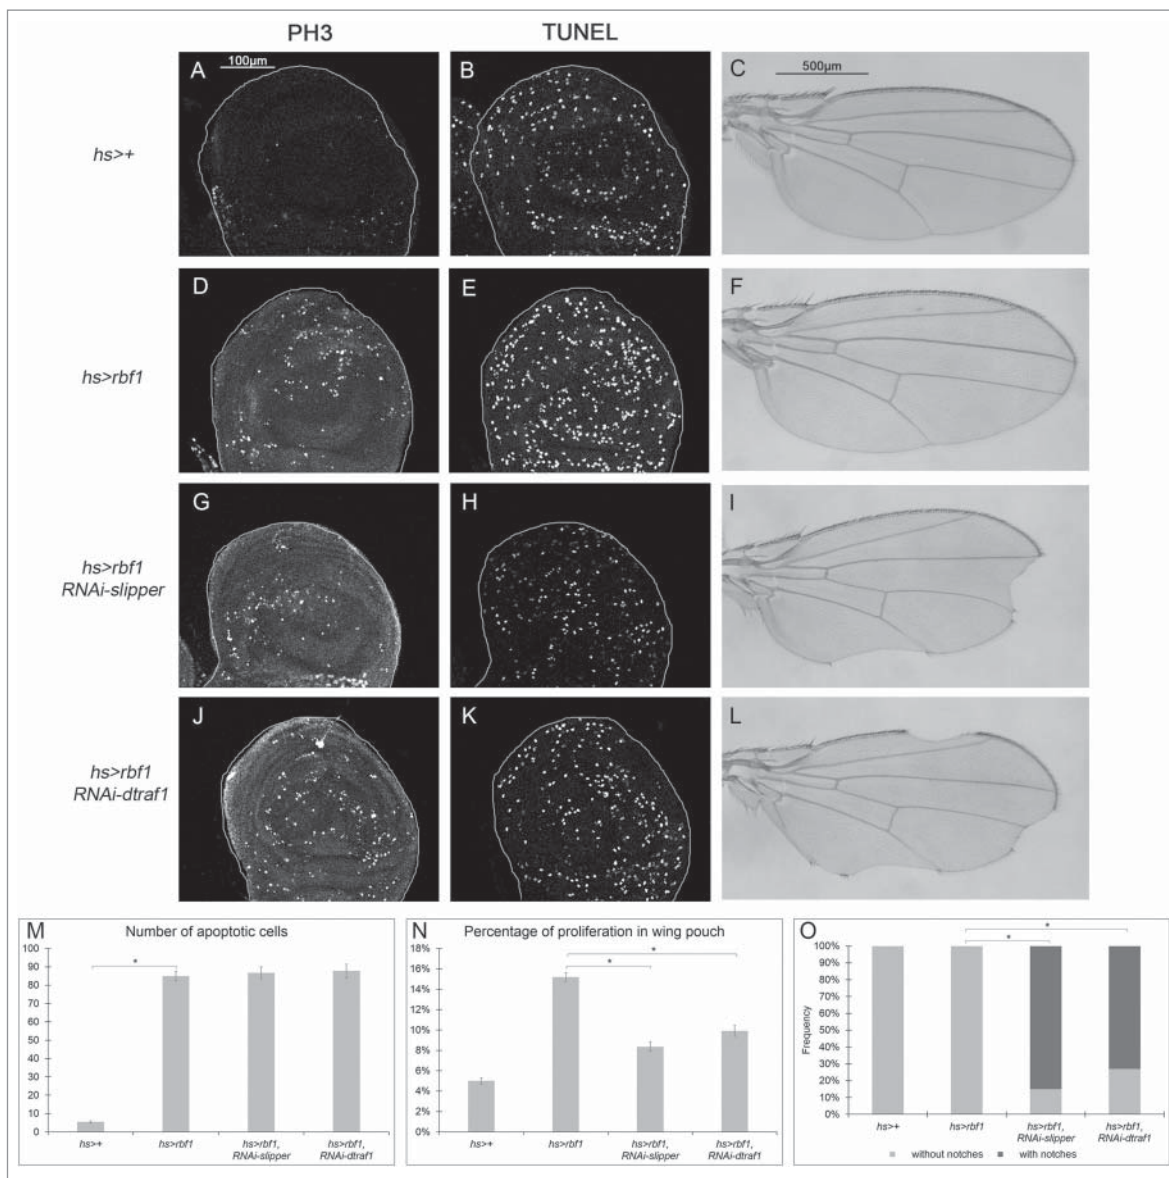 PH3 TUNEL
A 100µm B C 500µm
hs>+
D E F
hs>rbf1
G H I
hs>rbf1
RNAi-slipper
J K L
hs>rbf1
RNAi-dtraf1
M Number of apoptotic cells
100
90
80
70
60
50
40
30
20
10
0
*
hs>+ hs>rbf1 hs>rbf1, hs>rbf1,
RNAi-slipper RNAi-dtraf1
N Percentage of proliferation in wing pouch
18%
16%
14%
12%
10%
8%
6%
4%
2%
0%
*
*
hs>+ hs>rbf1 hs>rbf1, hs>rbf1,
RNAi-slipper RNAi-dtraf1
O
Frequency
100%
90%
80%
70%
60%
50%
40%
30%
20%
10%
0%
*
*
hs>+ hs>rbf1 hs>rbf1, hs>rbf1,
RNAi-slipper RNAi-dtraf1
without notches with notches